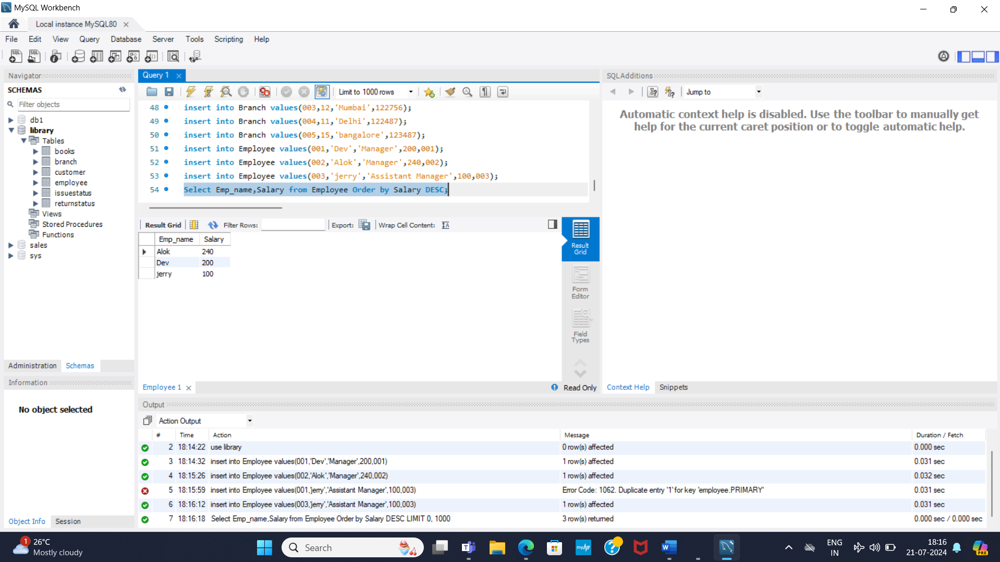 MySQL Workbench
Local instance MySQL80
File Edit View Query Database Server Tools Scripting Help
Navigator
SCHEMAS
Filter objects
db1
library
Tables
books
branch
customer
employee
issuestatus
returnstatus
Views
Stored Procedures
Functions
sales
sys
Administration Schemas
Information
No object selected
Object Info Session
Query 1
Limit to 1000 rows
48 insert into Branch values(003,12,'Mumbai',122756);
49 insert into Branch values(004,11,'Delhi',122487);
50 insert into Branch values(005,15,'bangalore',123487);
51 insert into Employee values(001,'Dev','Manager',200,001);
52 insert into Employee values(002,'Alok','Manager',240,002);
53 insert into Employee values(003,'jerry','Assistant Manager',100,003);
54 Select Emp_name,Salary from Employee Order by Salary DESC;
Result Grid Filter Rows: Export: Wrap Cell Content:
Emp_name Salary
Alok 240
Dev 200
jerry 100
Result
Grid
Form
Editor
Field
Types
Employee 1
Read Only
SQLAdditions
Jump to
Automatic context help is disabled. Use the toolbar to manually get
help for the current caret position or to toggle automatic help.
Context Help Snippets
Output
Action Output
# Time Action Message Duration / Fetch
2 18:14:22 use library 0 row(s) affected 0.000 sec
3 18:14:32 insert into Employee values(001,'Dev','Manager',200,001) 1 row(s) affected 0.031 sec
4 18:15:26 insert into Employee values(002,'Alok','Manager',240,002) 1 row(s) affected 0.032 sec
5 18:15:59 insert into Employee values(001,'jerry','Assistant Manager',100,003) Error Code: 1062. Duplicate entry '1' for key 'employee.PRIMARY' 0.031 sec
6 18:16:12 insert into Employee values(003,'jerry','Assistant Manager',100,003) 1 row(s) affected 0.031 sec
7 18:16:18 Select Emp_name,Salary from Employee Order by Salary DESC LIMIT 0, 1000 3 row(s) returned 0.000 sec / 0.000 sec
1
26°C
Mostly cloudy
Search
myhp
ENG
IN
18:16
21-07-2024
PRE